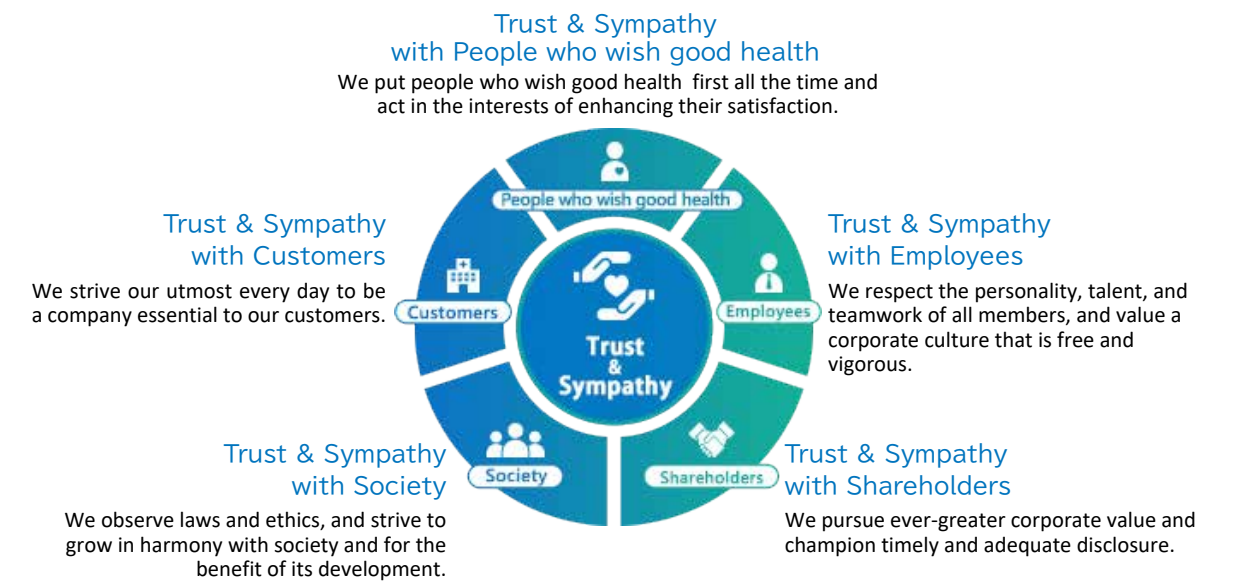 Trust & Sympathy
with People who wish good health
We put people who wish good health first all the time and
act in the interests of enhancing their satisfaction.
People who wish good health
Trust & Sympathy
with Customers
We strive our utmost every day to be
a company essential to our customers.
Customers
Trust
&
Sympathy
Employees
Trust & Sympathy
with Employees
We respect the personality, talent, and
teamwork of all members, and value a
corporate culture that is free and
vigorous.
Trust & Sympathy
with Society
We observe laws and ethics, and strive to
grow in harmony with society and for the
benefit of its development.
Society
Shareholders
Trust & Sympathy
with Shareholders
We pursue ever-greater corporate value and
champion timely and adequate disclosure.